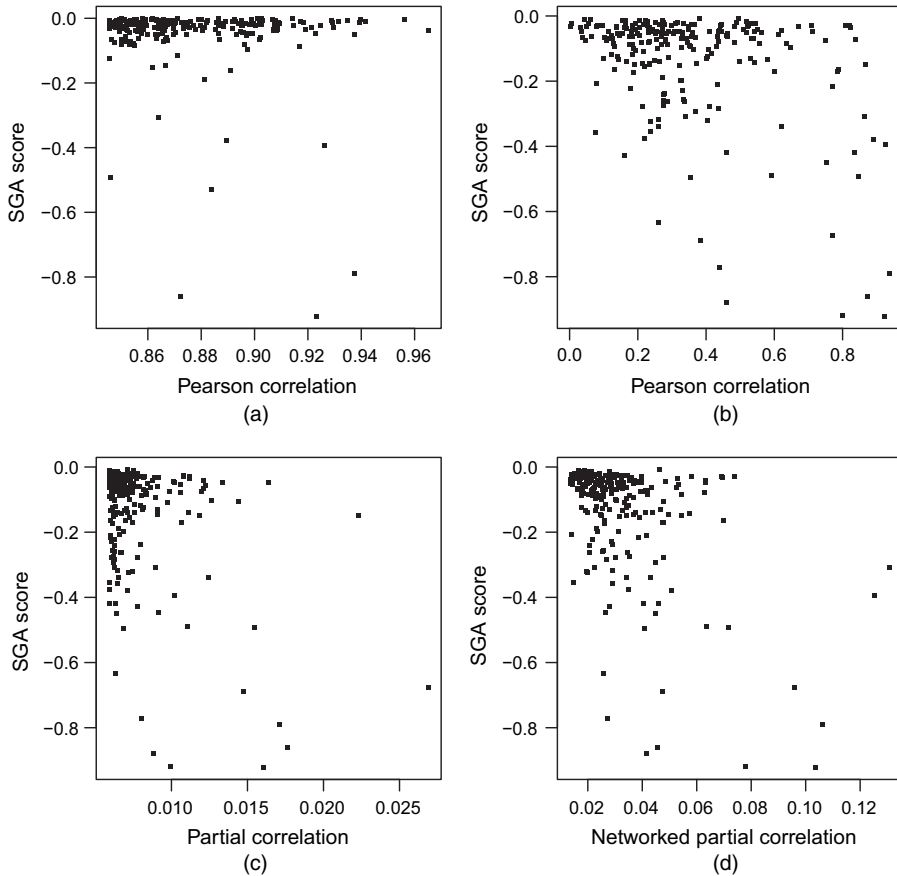 0.0
−0.2
−0.4
−0.6
−0.8
SGA score
0.86 0.88 0.90 0.92 0.94 0.96
Pearson correlation
(a)
0.0
−0.2
−0.4
−0.6
−0.8
SGA score
0.0 0.2 0.4 0.6 0.8
Pearson correlation
(b)
0.0
−0.2
−0.4
−0.6
−0.8
SGA score
0.010 0.015 0.020 0.025
Partial correlation
(c)
0.0
−0.2
−0.4
−0.6
−0.8
SGA score
0.02 0.04 0.06 0.08 0.10 0.12
Networked partial correlation
(d)